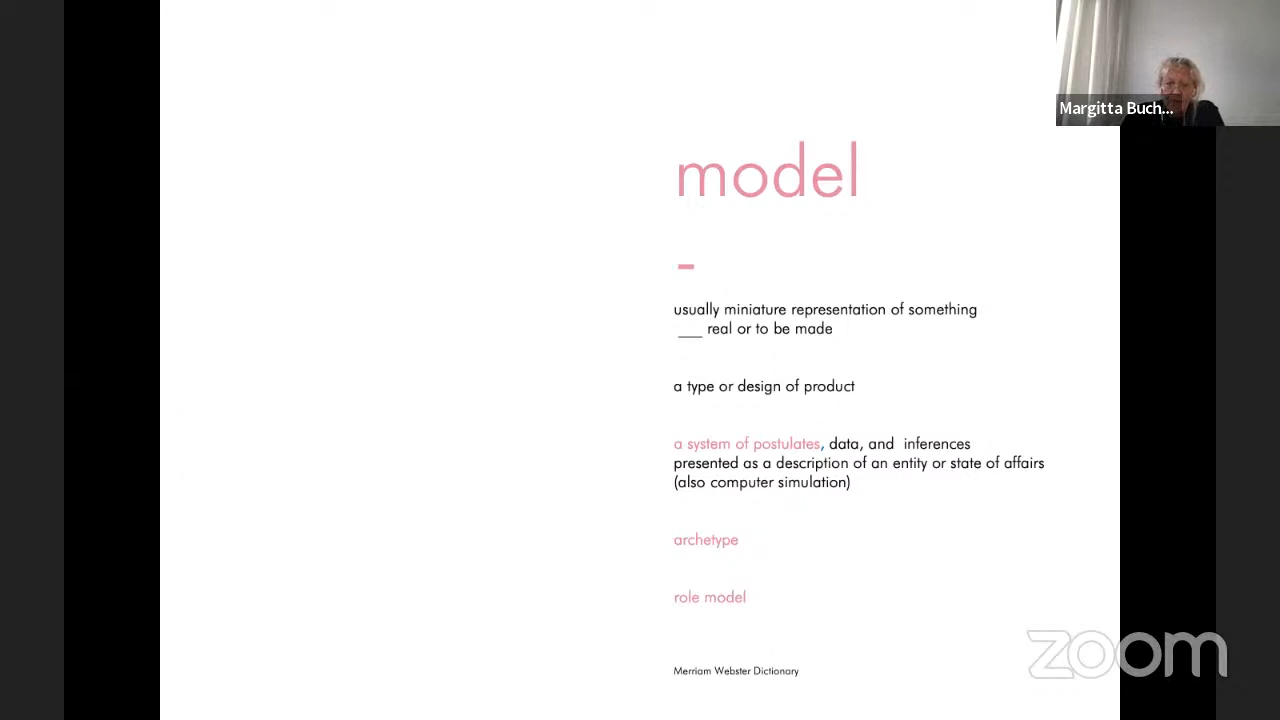 Margitta Buch...
model
-
usually miniature representation of something
___ real or to be made
a type or design of product
a system of postulates, data, and inferences
presented as a description of an entity or state of affairs
(also computer simulation)
archetype
role model
Merriam Webster Dictionary
zoom